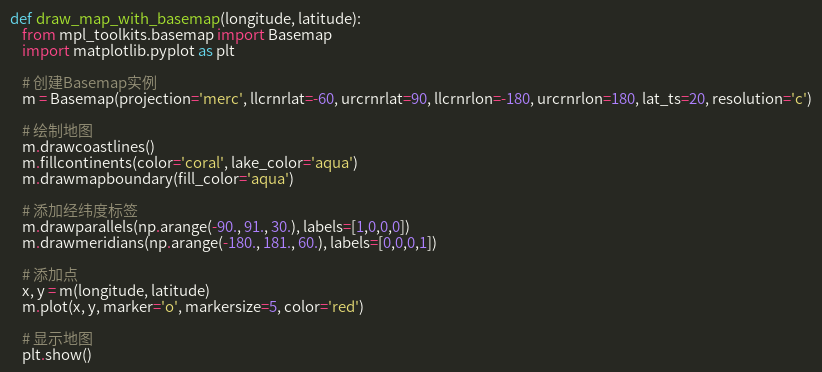 def draw_map_with_basemap(longitude, latitude):
from mpl_toolkits.basemap import Basemap
import matplotlib.pyplot as plt
# 创建Basemap实例
m = Basemap(projection='merc', llcrnrlat=-60, urcrnrlat=90, llcrnrlon=-180, urcrnrlon=180, lat_ts=20, resolution='c')
# 绘制地图
m.drawcoastlines()
m.fillcontinents(color='coral', lake_color='aqua')
m.drawmapboundary(fill_color='aqua')
# 添加经纬度标签
m.drawparallels(np.arange(-90., 91., 30.), labels=[1,0,0,0])
m.drawmeridians(np.arange(-180., 181., 60.), labels=[0,0,0,1])
# 添加点
x, y = m(longitude, latitude)
m.plot(x, y, marker='o', markersize=5, color='red')
# 显示地图
plt.show()